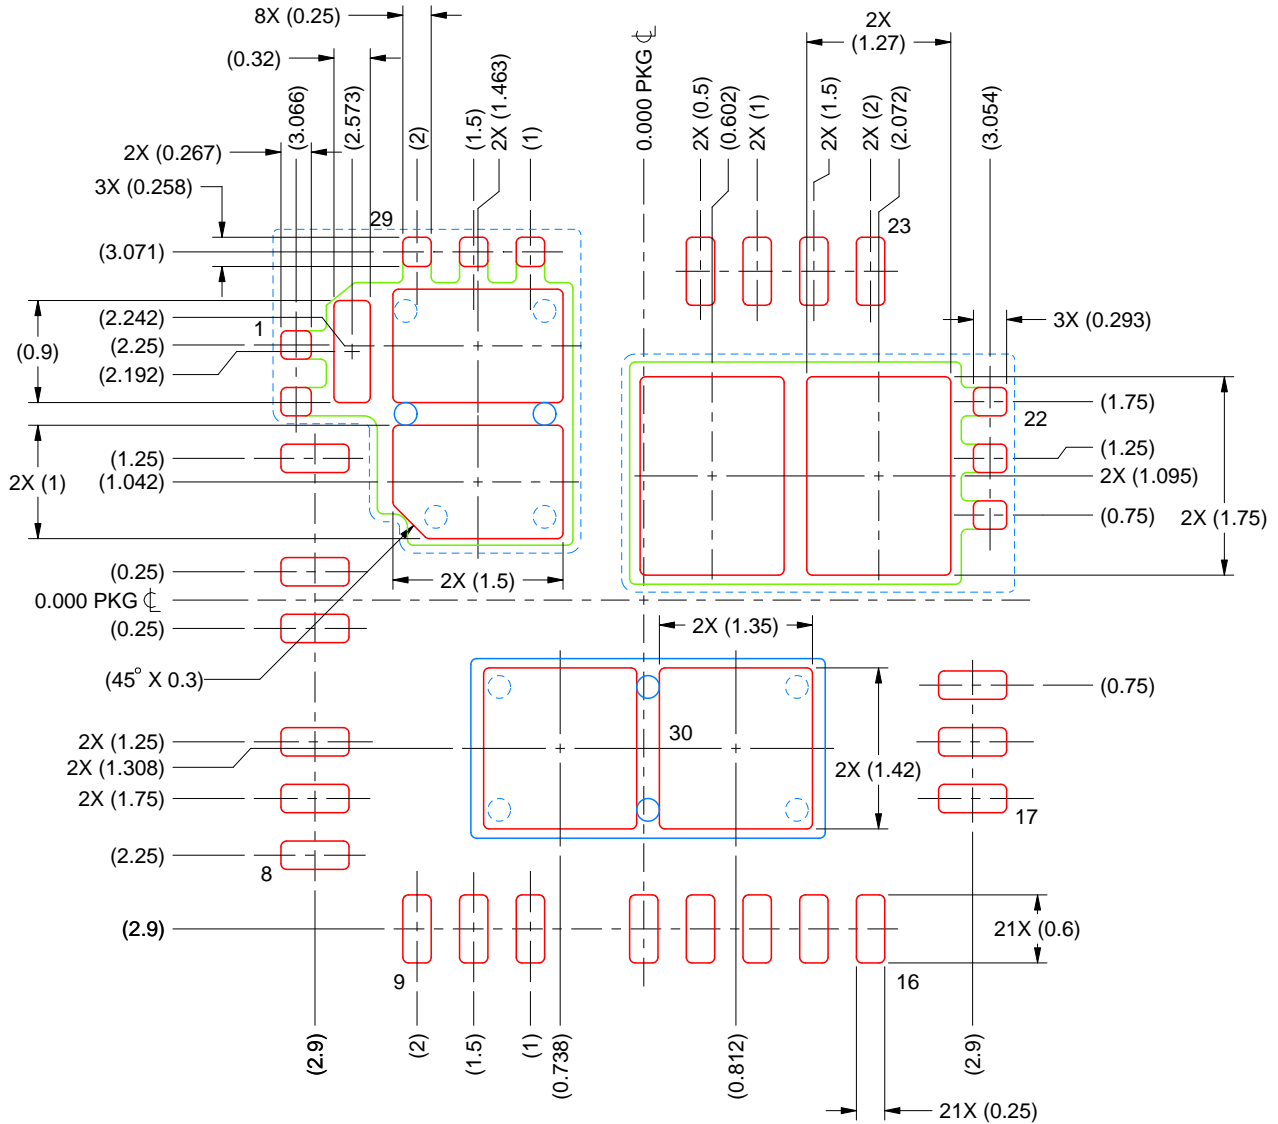 8X (0.25)
(0.32)
2X (0.267)
3X (0.258)
(3.071)
(3.066)
(2.573)
(2)
(1.5)
2X (1.463)
(1)
0.000 PKG ℄
2X (0.5)
(0.602)
2X (1)
2X
(1.27)
2X (1.5)
2X (2)
(2.072)
(3.054)
29
23
1
(2.242)
(0.9)
(2.25)
(2.192)
3X (0.293)
(1.75)
22
(1.25)
2X (1.095)
(0.75)
2X (1.75)
(1.25)
2X (1)
(1.042)
(0.25)
2X (1.5)
0.000 PKG ℄
(0.25)
2X (1.35)
(45° X 0.3)
(0.75)
30
2X (1.25)
2X (1.308)
2X (1.42)
2X (1.75)
17
(2.25)
8
(2.9)
21X (0.6)
9
16
(2.9)
(2)
(1.5)
(1)
(0.738)
(0.812)
(2.9)
21X (0.25)